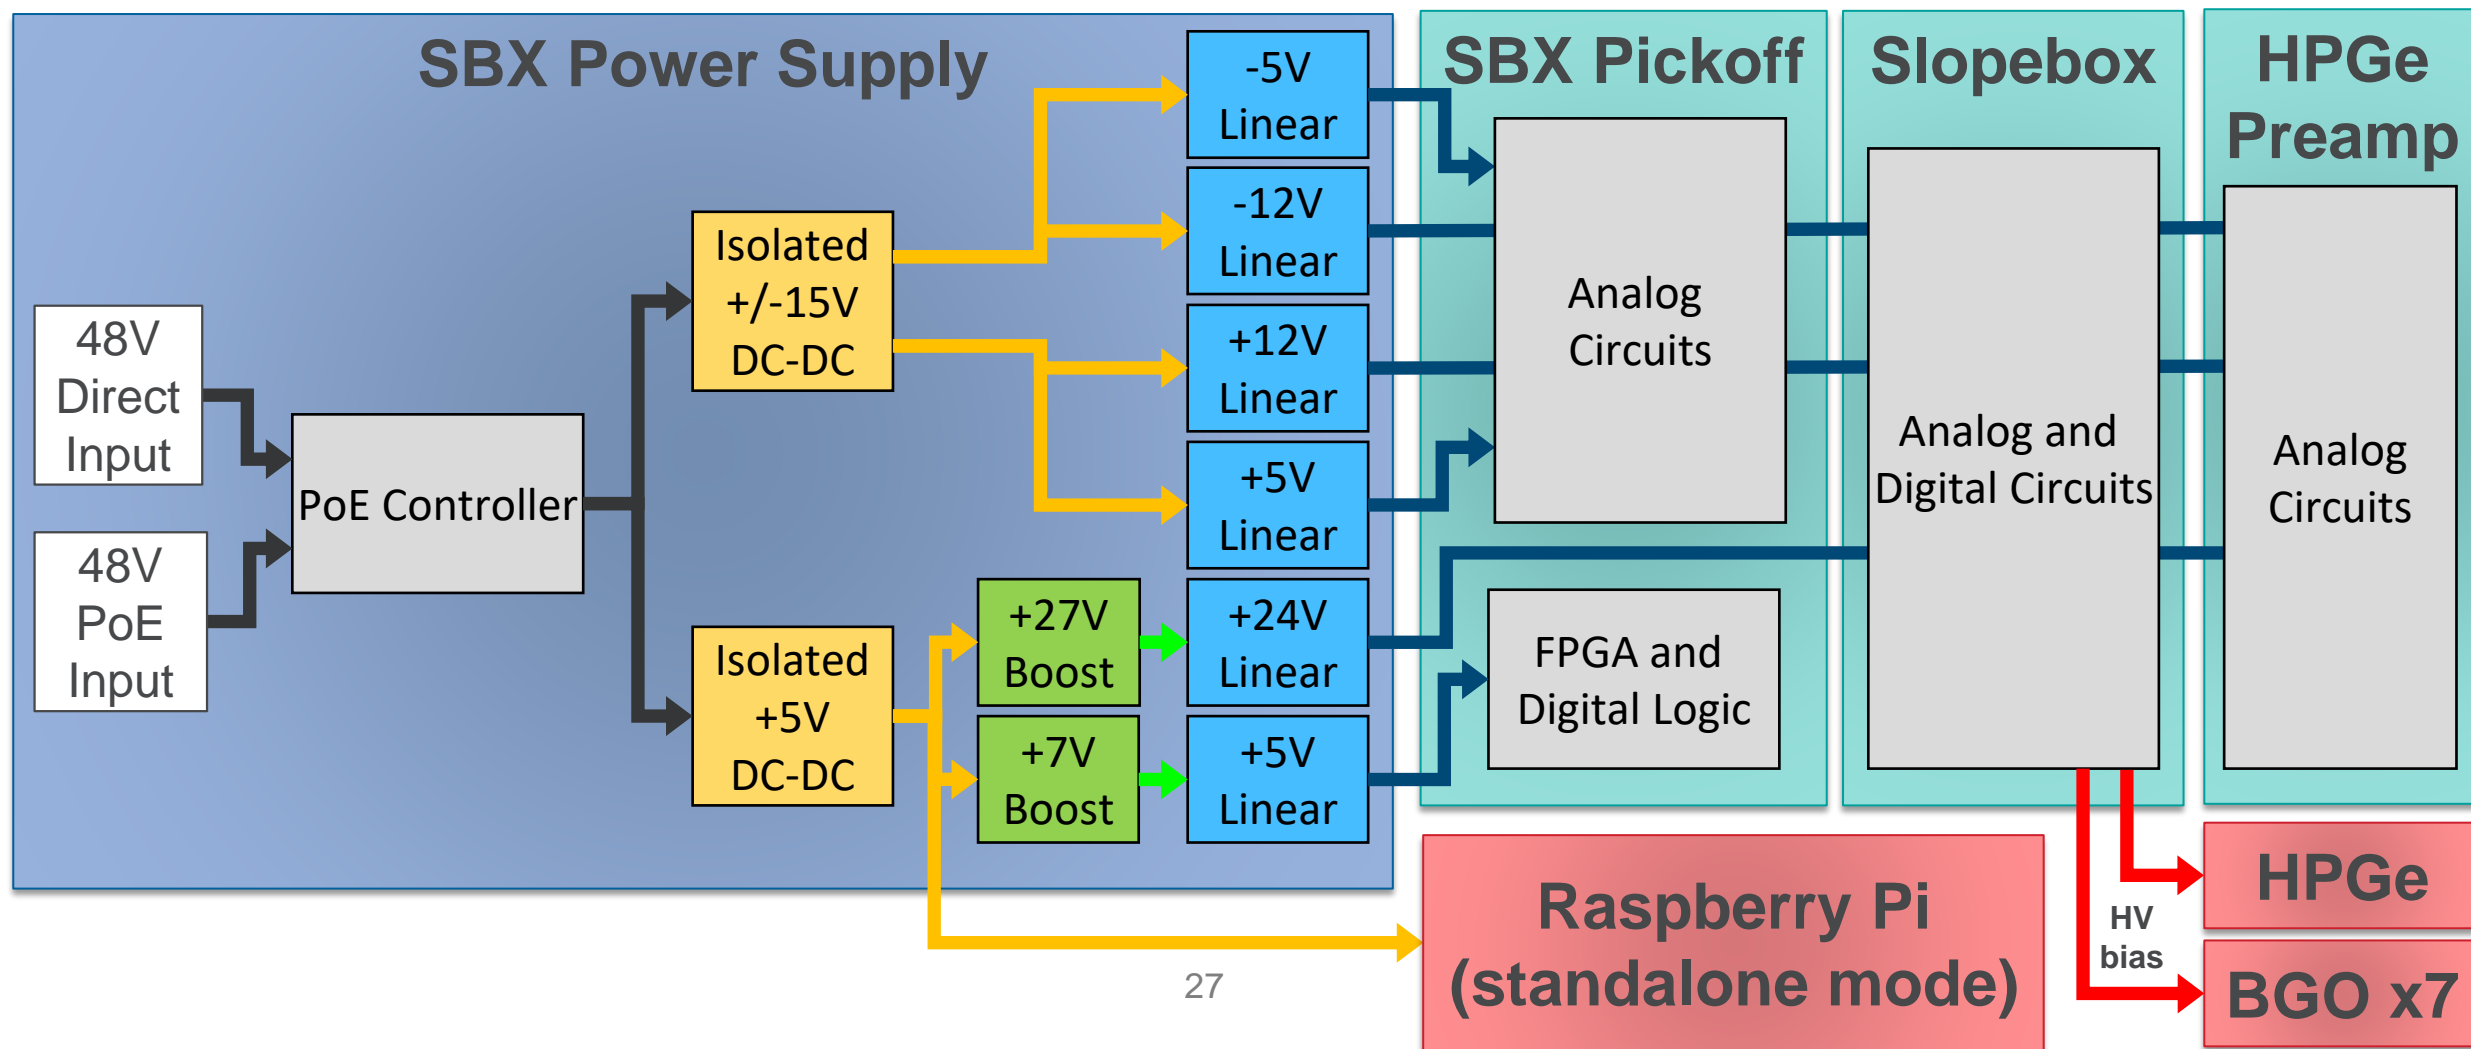 SBX Power Supply
48V
Direct
Input
48V
PoE
Input
PoE Controller
Isolated
+/-15V
DC-DC
Isolated
+5V
DC-DC
+27V
Boost
+7V
Boost
-5V
Linear
-12V
Linear
+12V
Linear
+5V
Linear
+24V
Linear
+5V
Linear
SBX Pickoff
Analog
Circuits
FPGA and
Digital Logic
Slopebox
Analog and
Digital Circuits
HPGe
Preamp
Analog
Circuits
Raspberry Pi
(standalone mode)
HV
bias
HPGe
BGO x7
27